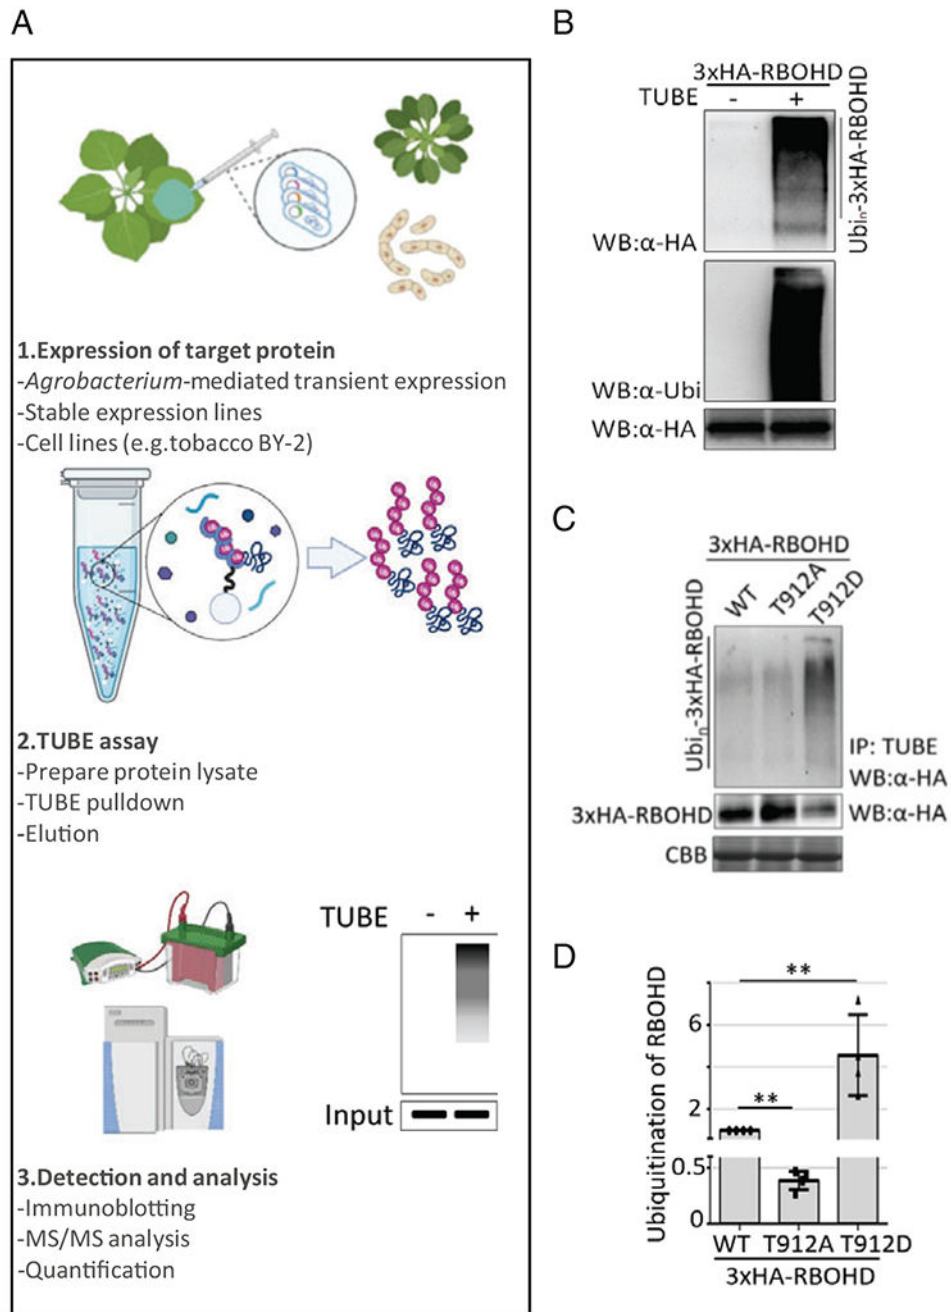 A
1.Expression of target protein
-Agrobacterium-mediated transient expression
-Stable expression lines
-Cell lines (e.g.tobacco BY-2)
2.TUBE assay
-Prepare protein lysate
-TUBE pulldown
-Elution
TUBE - +
Input
3.Detection and analysis
-Immunoblotting
-MS/MS analysis
-Quantification
B
3xHA-RBOHD
TUBE - +
Ubiₙ-3xHA-RBOHD
WB:α-HA
WB:α-Ubi
WB:α-HA
C
3xHA-RBOHD
WT T912A T912D
Ubiₙ-3xHA-RBOHD
IP: TUBE
WB:α-HA
3xHA-RBOHD WB:α-HA
CBB
D
Ubiquitination of RBOHD
**
**
6
2
0.5
0
WT T912A T912D
3xHA-RBOHD